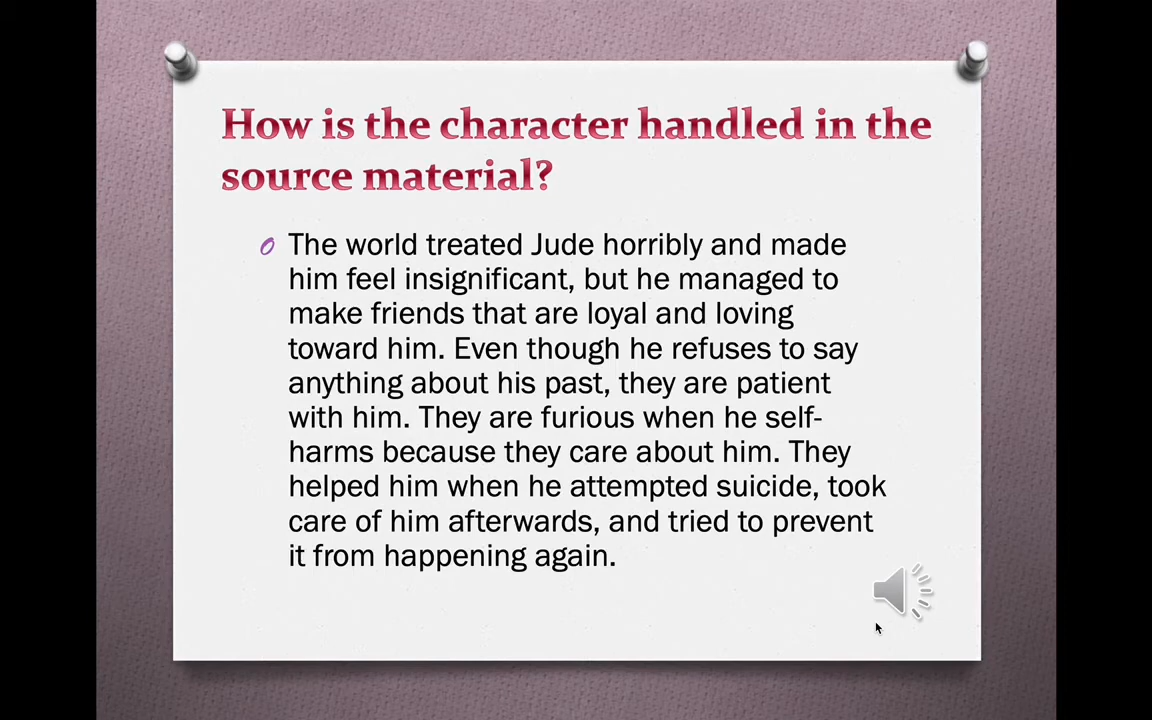 How is the character handled in the
source material?
The world treated Jude horribly and made
him feel insignificant, but he managed to
make friends that are loyal and loving
toward him. Even though he refuses to say
anything about his past, they are patient
with him. They are furious when he self-
harms because they care about him. They
helped him when he attempted suicide, took
care of him afterwards, and tried to prevent
it from happening again.